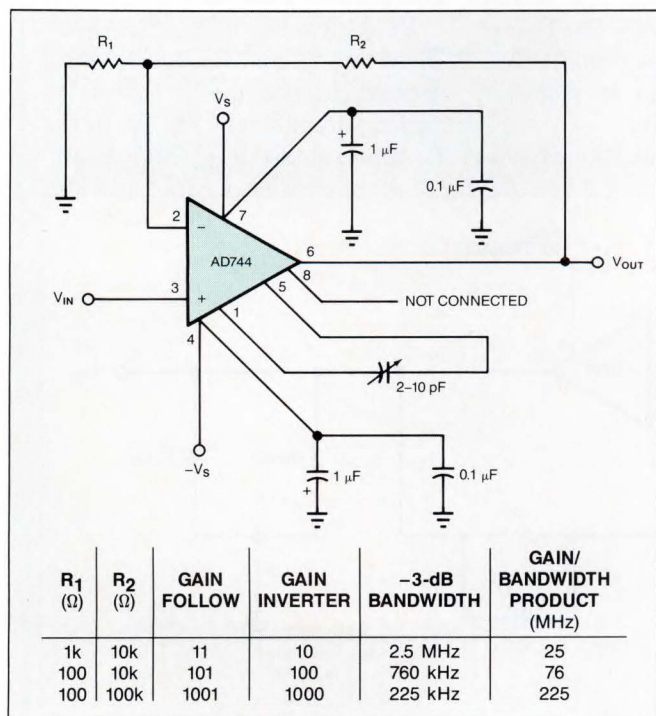 R1
R2
VS
+
1 μF
0.1 μF
2
−
7
AD744
6
VOUT
8
5
NOT CONNECTED
VIN
3
+
4
1
2–10 pF
−VS
1 μF
+
0.1 μF
R1 (Ω) R2 (Ω) GAIN FOLLOW GAIN INVERTER −3-dB BANDWIDTH GAIN/ BANDWIDTH PRODUCT (MHz)
1k 10k 11 10 2.5 MHz 25
100 10k 101 100 760 kHz 76
100 100k 1001 1000 225 kHz 225